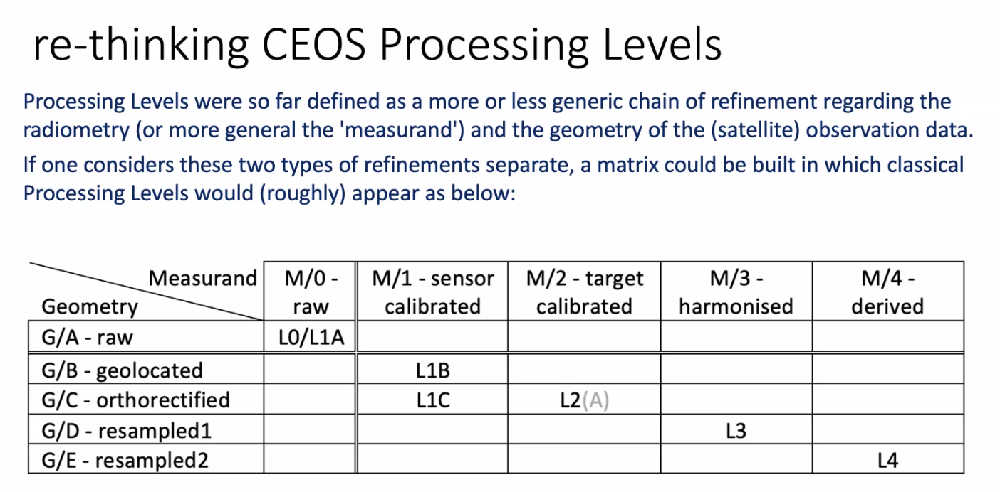 re-thinking CEOS Processing Levels
Processing Levels were so far defined as a more or less generic chain of refinement regarding the
radiometry (or more general the 'measurand') and the geometry of the (satellite) observation data.
If one considers these two types of refinements separate, a matrix could be built in which classical
Processing Levels would (roughly) appear as below:
Measurand M/0 - M/1 - sensor M/2 - target M/3 - M/4 -
Geometry raw calibrated calibrated harmonised derived
G/A - raw L0/L1A
G/B - geolocated L1B
G/C - orthorectified L1C L2(A)
G/D - resampled1 L3
G/E - resampled2 L4